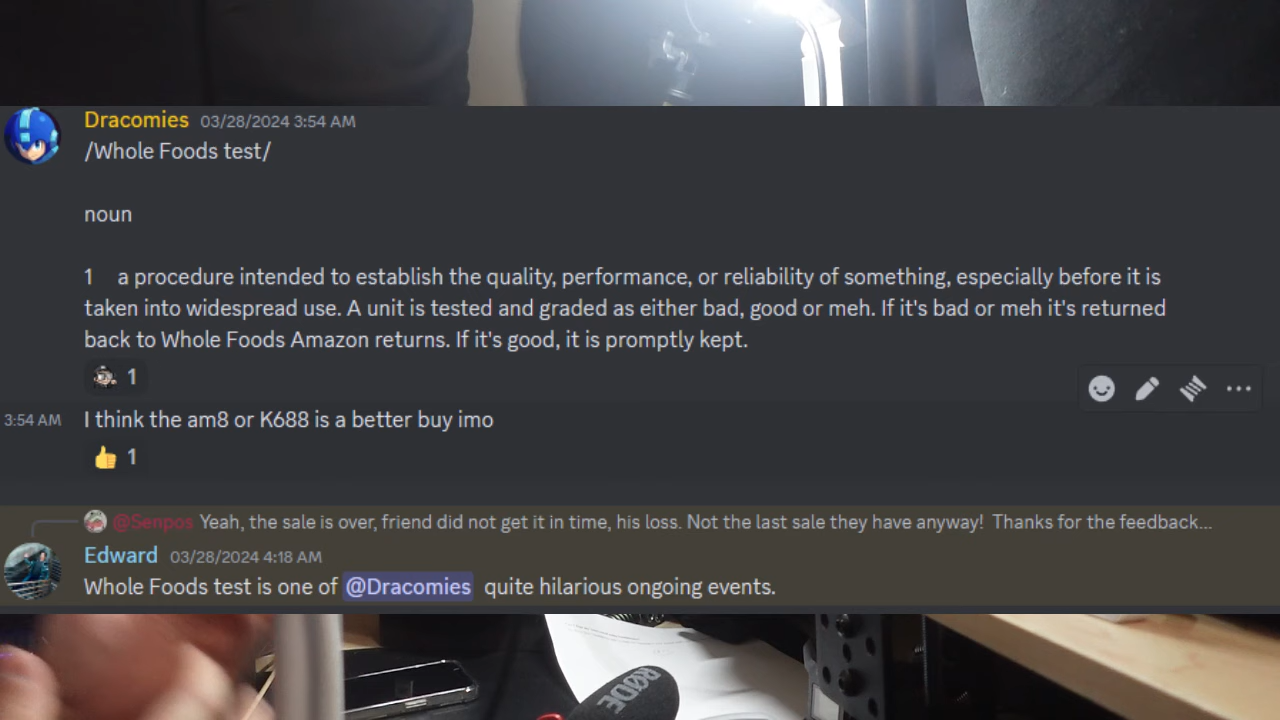 Dracomies 03/28/2024 3:54 AM
/Whole Foods test/
noun
1 a procedure intended to establish the quality, performance, or reliability of something, especially before it is
taken into widespread use. A unit is tested and graded as either bad, good or meh. If it's bad or meh it's returned
back to Whole Foods Amazon returns. If it's good, it is promptly kept.
1
3:54 AM I think the am8 or K688 is a better buy imo
1
@Senpos Yeah, the sale is over, friend did not get it in time, his loss. Not the last sale they have anyway! Thanks for the feedback...
Edward 03/28/2024 4:18 AM
Whole Foods test is one of @Dracomies quite hilarious ongoing events.
RØDE